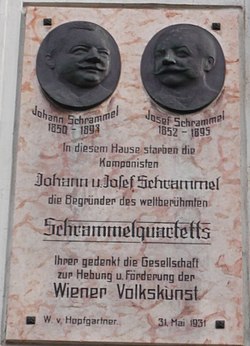 Johann Schrammel Josef Schrammel
1850 - 1893 1852 - 1895
In diesem Hause starben die
Komponisten
Johann u. Josef Schrammel
die Begründer des weltberühmten
Schrammelquartetts
Ihrer gedenkt die Gesellschaft
zur Hebung u. Förderung der
Wiener Volkskunst
W. v. Hopfgartner. 31. Mai 1931